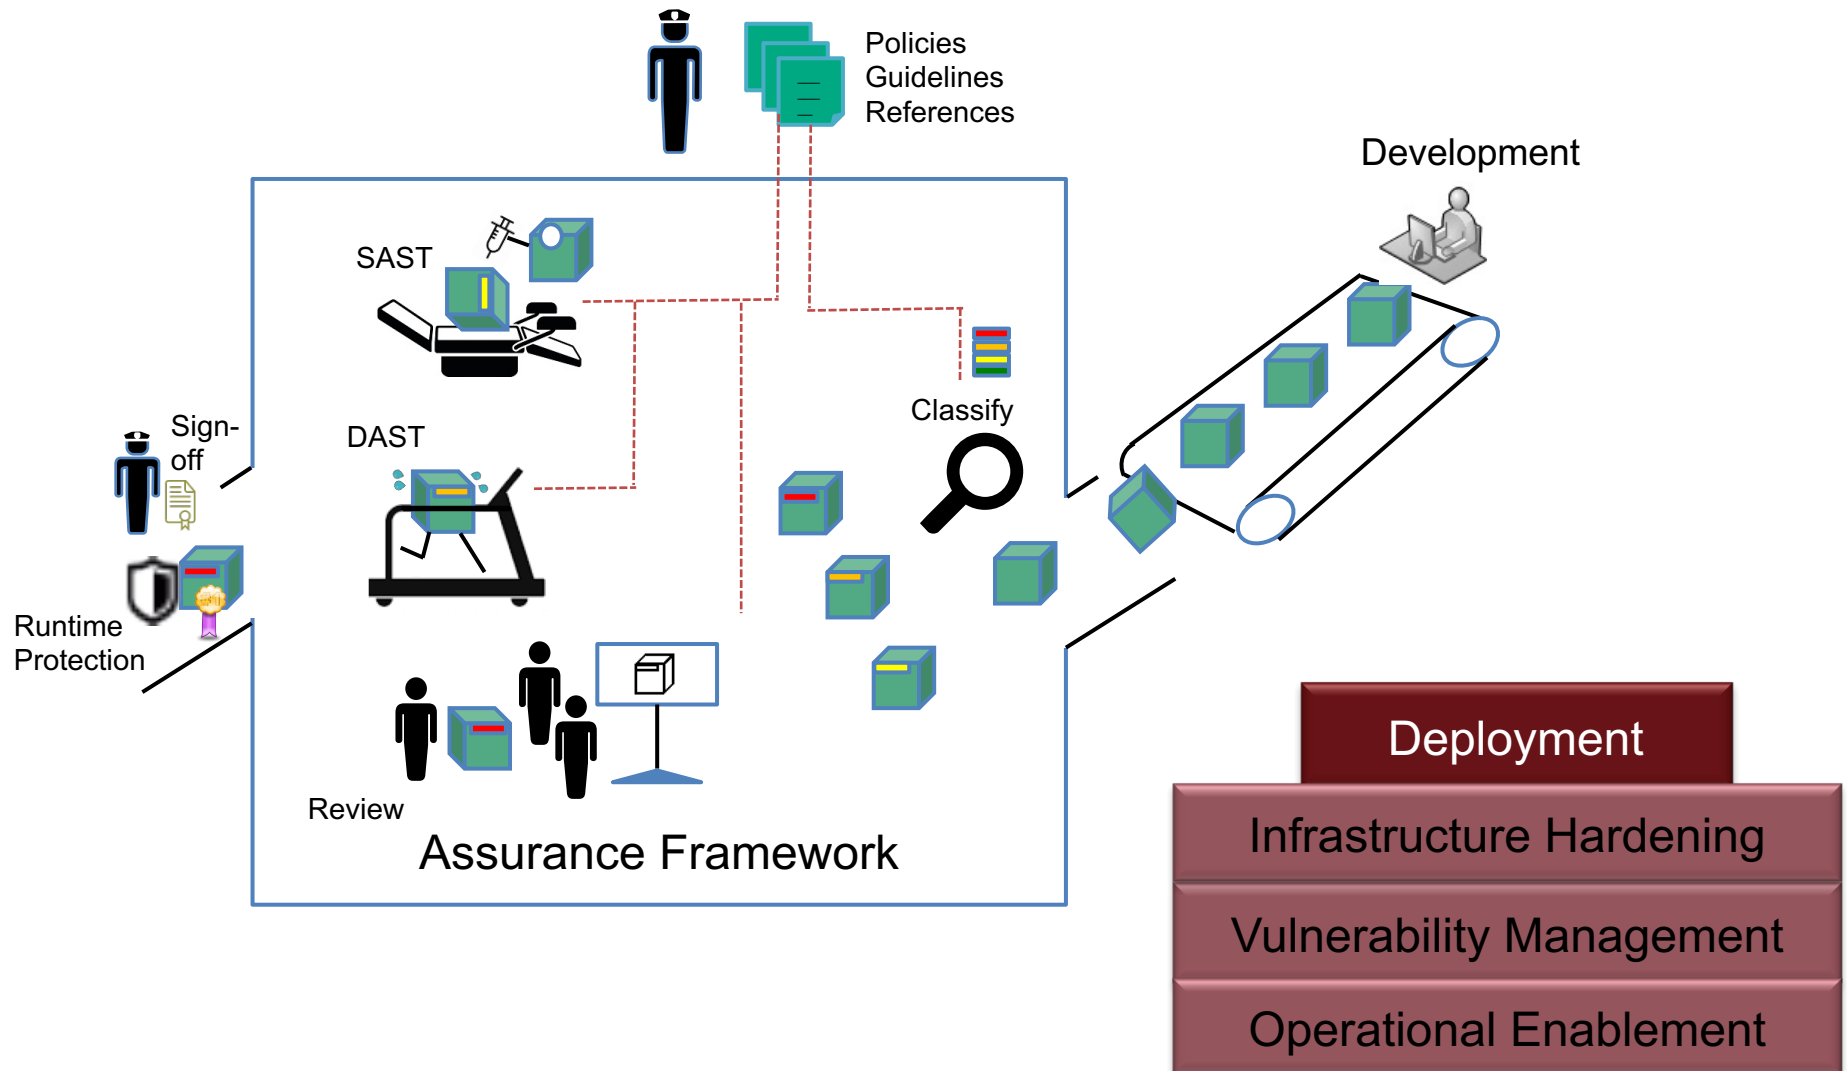 Policies
Guidelines
References
Development
SAST
Classify
Sign-
off
DAST
Runtime
Protection
Review
Assurance Framework
Deployment
Infrastructure Hardening
Vulnerability Management
Operational Enablement